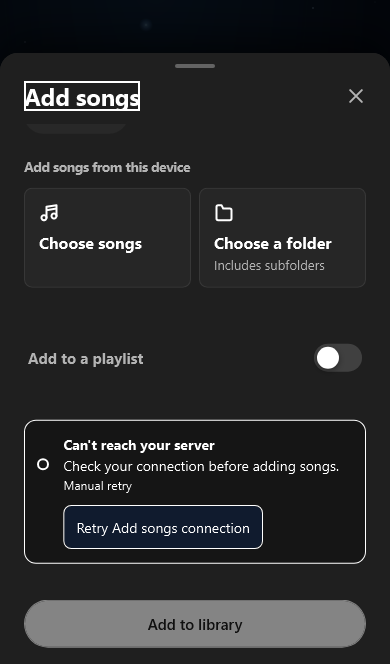 Add songs
Add songs from this device
Choose songs
Choose a folder
Includes subfolders
Add to a playlist
Can't reach your server
Check your connection before adding songs.
Manual retry
Retry Add songs connection
Add to library